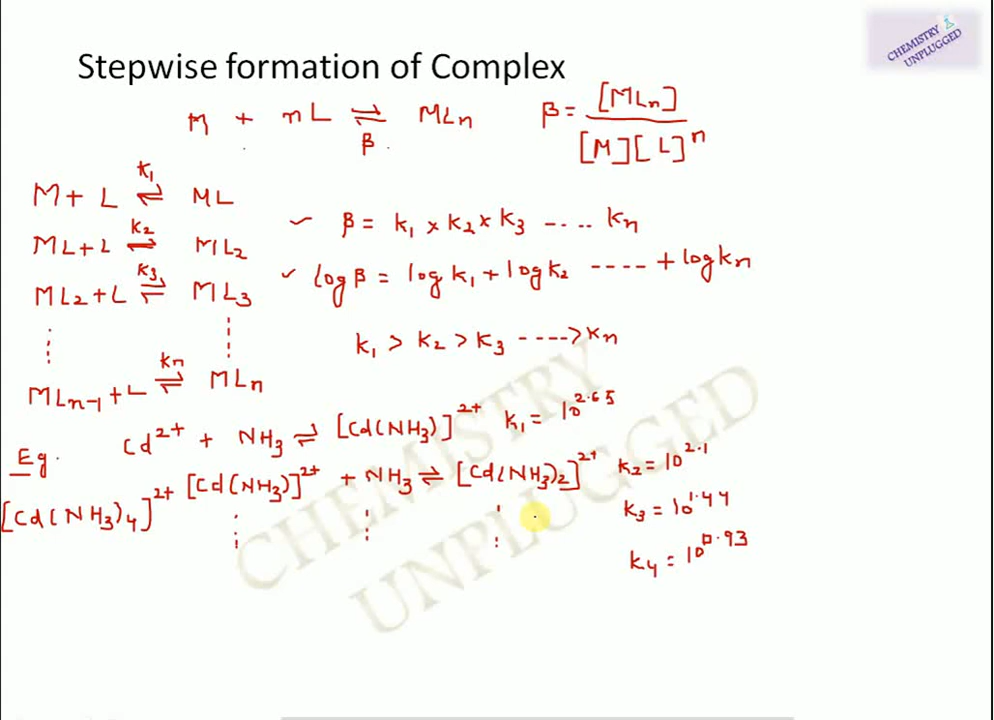 CHEMISTRY
UNPLUGGED
Stepwise formation of Complex
M + nL ⇌ MLn β = [MLn] / [M][L]^n
β
M + L ⇌ ML
K1
ML + L ⇌ ML2
K2
β = K1 × K2 × K3 ---- Kn
ML2 + L ⇌ ML3
K3
log β = log K1 + log K2 ---- + log Kn
K1 > K2 > K3 ----> Kn
MLn-1 + L ⇌ MLn
Kn
Eg. Cd²⁺ + NH3 ⇌ [Cd(NH3)]²⁺ K1 = 10^2.65
[Cd(NH3)4]²⁺ [Cd(NH3)]²⁺ + NH3 ⇌ [Cd(NH3)2]²⁺ K2 = 10^2.1
K3 = 10^1.44
K4 = 10^0.93
CHEMISTRY
UNPLUGGED